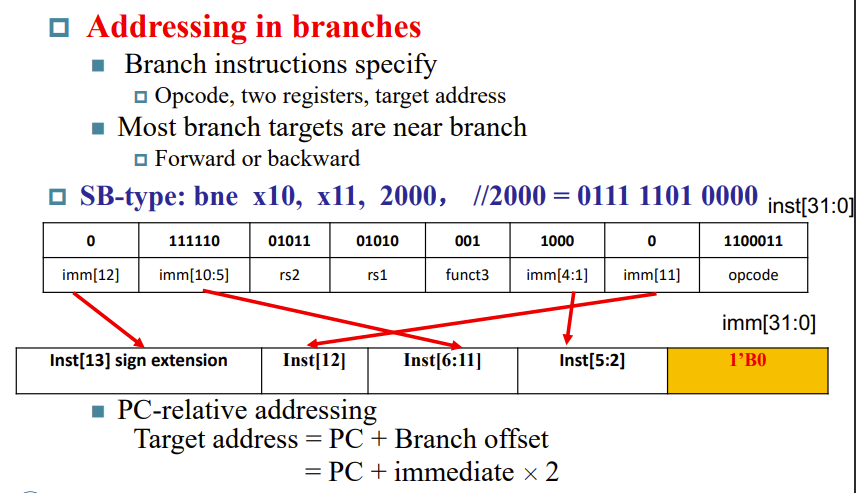 Addressing in branches
Branch instructions specify
Opcode, two registers, target address
Most branch targets are near branch
Forward or backward
SB-type: bne x10, x11, 2000， //2000 = 0111 1101 0000
inst[31:0]
0 111110 01011 01010 001 1000 0 1100011
imm[12] imm[10:5] rs2 rs1 funct3 imm[4:1] imm[11] opcode
imm[31:0]
Inst[13] sign extension Inst[12] Inst[6:11] Inst[5:2] 1’B0
PC-relative addressing
Target address = PC + Branch offset
= PC + immediate × 2